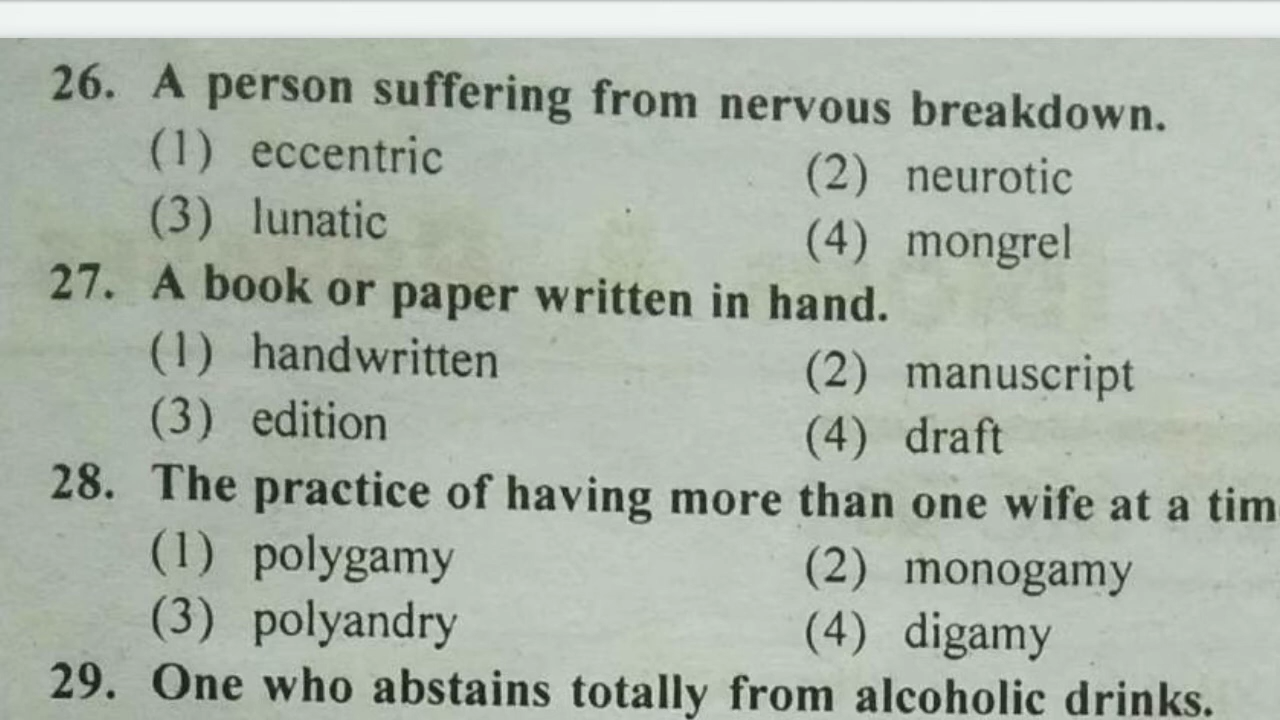 26. A person suffering from nervous breakdown.
(1) eccentric (2) neurotic
(3) lunatic (4) mongrel
27. A book or paper written in hand.
(1) handwritten (2) manuscript
(3) edition (4) draft
28. The practice of having more than one wife at a tim
(1) polygamy (2) monogamy
(3) polyandry (4) digamy
29. One who abstains totally from alcoholic drinks.